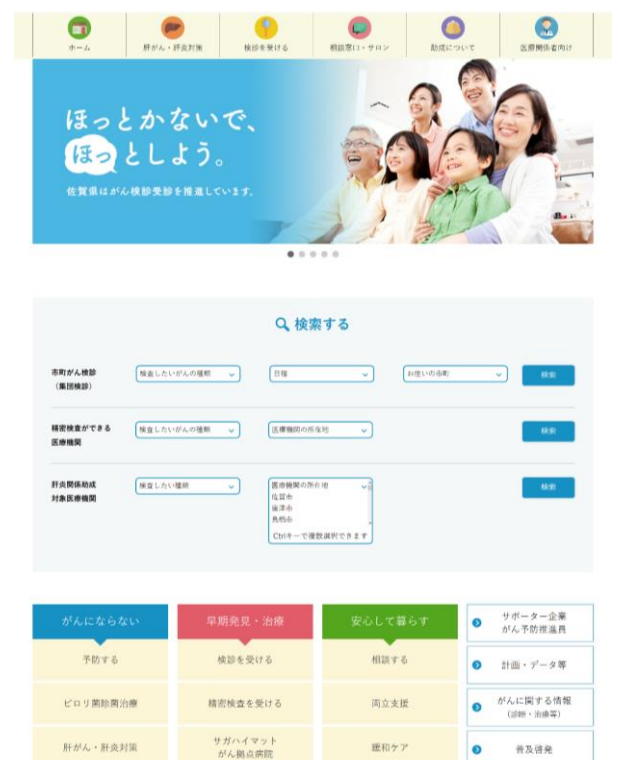 ホーム
肝がん・肝炎対策
検診を受ける
相談窓口・サロン
助成について
医療関係者向け
ほっとかないで、
ほっとしよう。
佐賀県はがん検診受診を推進しています。
検索する
市町がん検診
(集団検診)
検査したいがんの種類
日程
お住いの市町
検索
精密検査ができる
医療機関
検査したいがんの種類
医療機関の所在地
検索
肝炎関係助成
対象医療機関
検査したい種類
医療機関の所在地
佐賀市
唐津市
鳥栖市
Ctrlキーで複数選択できます
検索
がんにならない
早期発見・治療
安心して暮らす
サポーター企業
がん予防推進員
予防する
検診を受ける
相談する
計画・データ等
ピロリ菌除菌治療
精密検査を受ける
両立支援
がんに関する情報
(診断・治療等)
肝がん・肝炎対策
サガハイマット
がん拠点病院
緩和ケア
普及啓発